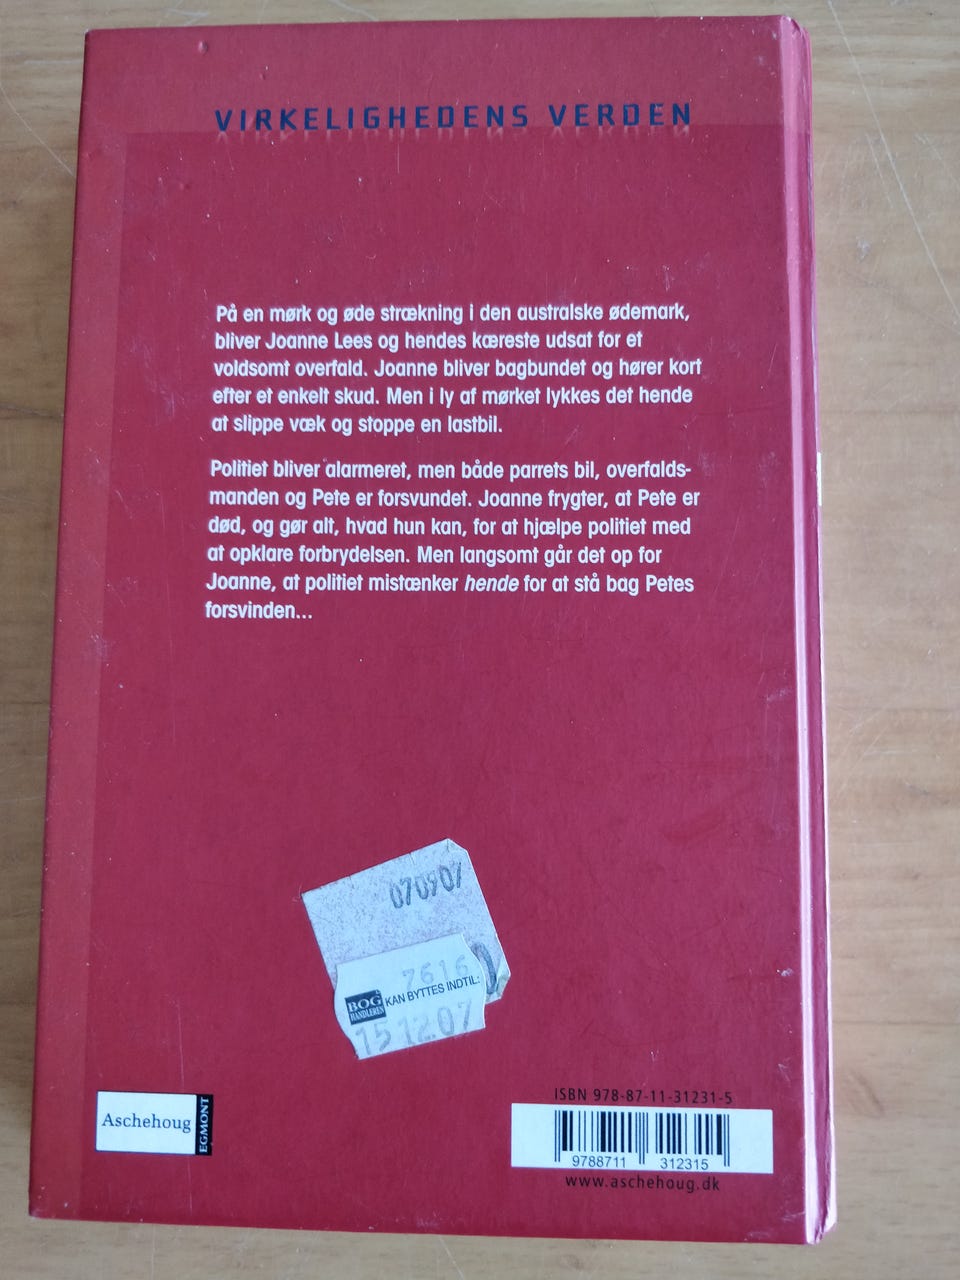 VIRKELIGHEDENS VERDEN
På en mørk og øde strækning i den australske ødemark,
bliver Joanne Lees og hendes kæreste udsat for et
voldsomt overfald. Joanne bliver bagbundet og hører kort
efter et enkelt skud. Men i ly af mørket lykkes det hende
at slippe væk og stoppe en lastbil.
Politiet bliver alarmeret, men både parrets bil, overfalds-
manden og Pete er forsvundet. Joanne frygter, at Pete er
død, og gør alt, hvad hun kan, for at hjælpe politiet med
at opklare forbrydelsen. Men langsomt går det op for
Joanne, at politiet mistænker hende for at stå bag Petes
forsvinden...
070907
7616
BOG
HANDLEREN
KAN BYTTES INDTIL:
15 12.07
Aschehoug
EGMONT
ISBN 978-87-11-31231-5
9788711 312315
www.aschehoug.dk